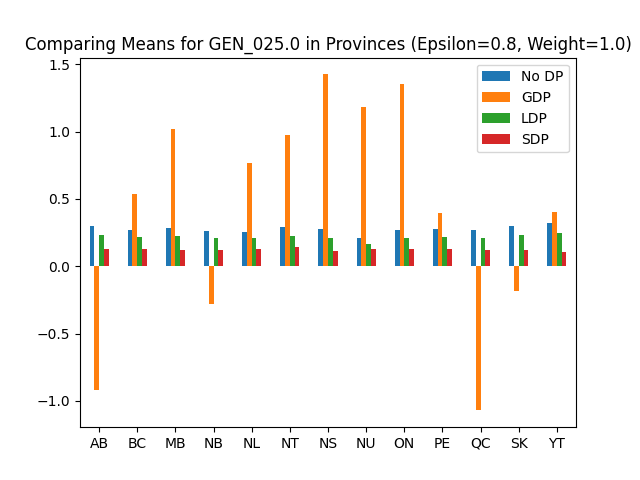 Comparing Means for GEN_025.0 in Provinces (Epsilon=0.8, Weight=1.0)
1.5
1.0
0.5
0.0
−0.5
−1.0
No DP
GDP
LDP
SDP
AB BC MB NB NL NT NS NU ON PE QC SK YT